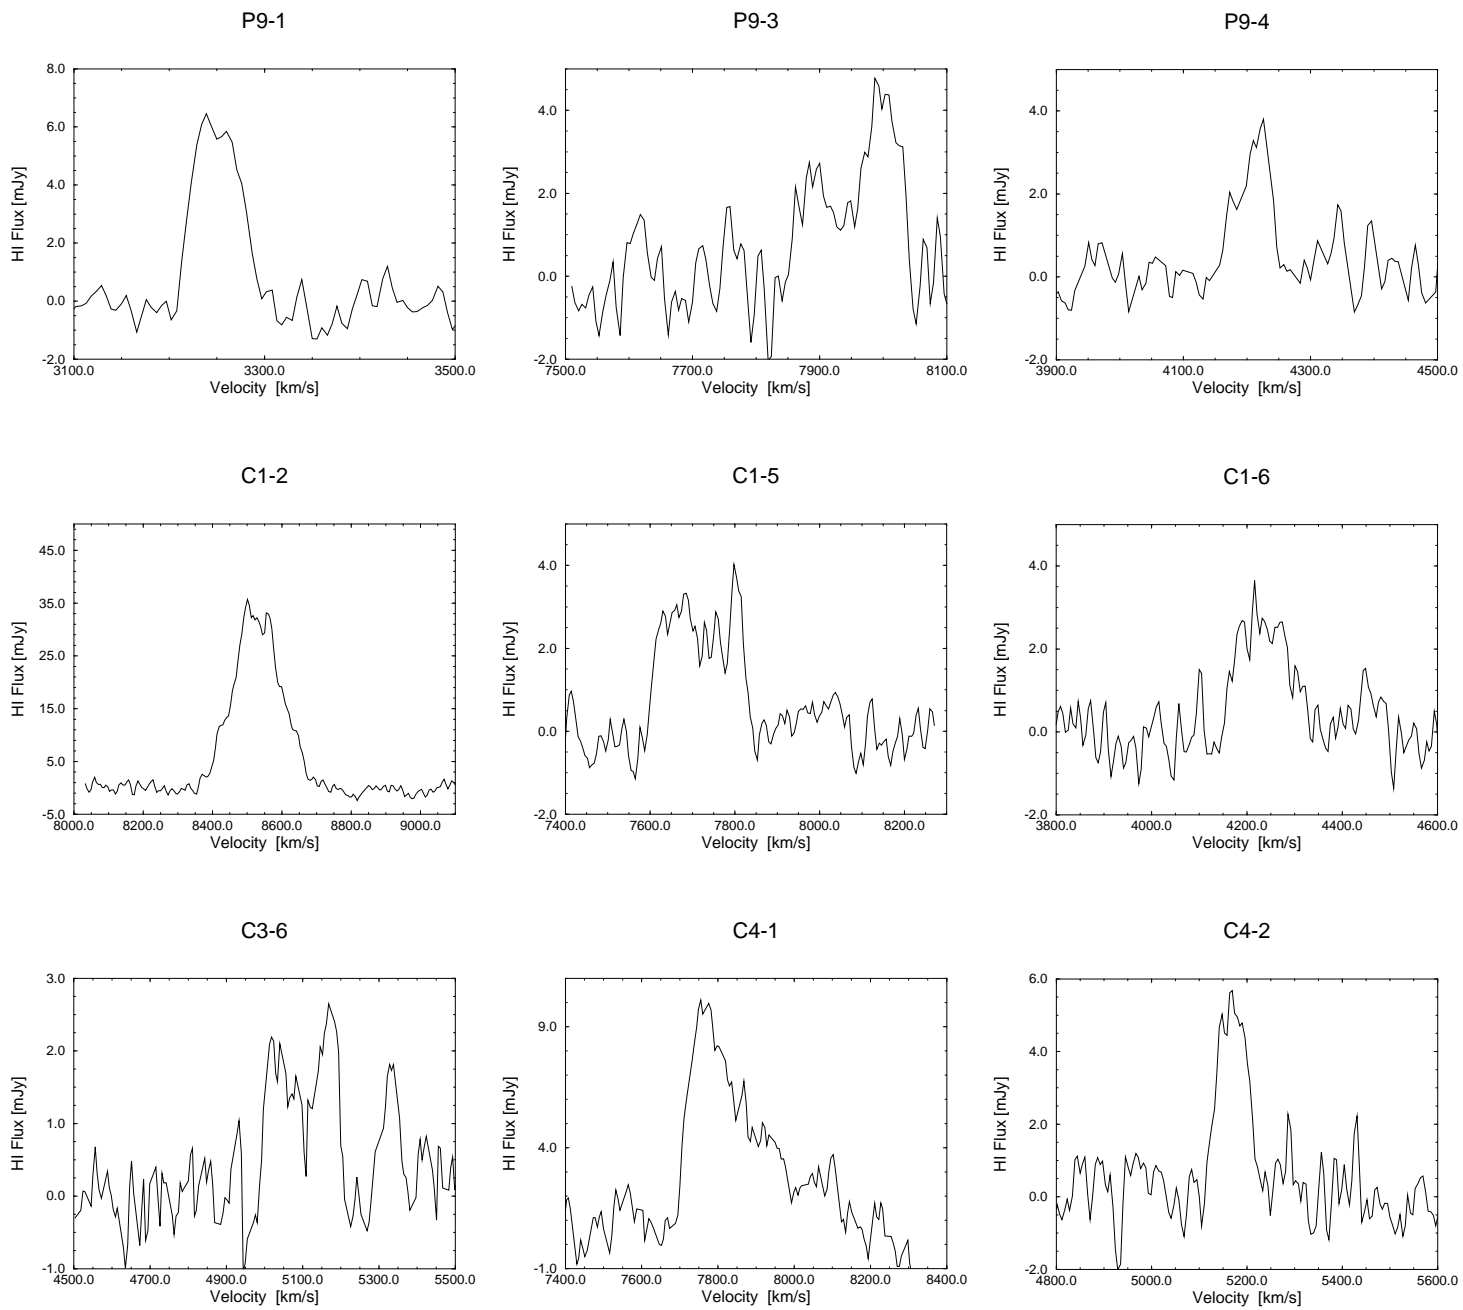 P9-1 P9-3 P9-4
8.0
6.0
4.0
2.0
0.0
-2.0
HI Flux [mJy]
3100.0 3300.0 3500.0
Velocity [km/s]
4.0
2.0
0.0
-2.0
HI Flux [mJy]
7500.0 7700.0 7900.0 8100.0
Velocity [km/s]
4.0
2.0
0.0
-2.0
HI Flux [mJy]
3900.0 4100.0 4300.0 4500.0
Velocity [km/s]
C1-2 C1-5 C1-6
45.0
35.0
25.0
15.0
5.0
-5.0
HI Flux [mJy]
8000.0 8200.0 8400.0 8600.0 8800.0 9000.0
Velocity [km/s]
4.0
2.0
0.0
-2.0
HI Flux [mJy]
7400.0 7600.0 7800.0 8000.0 8200.0
Velocity [km/s]
4.0
2.0
0.0
-2.0
HI Flux [mJy]
3800.0 4000.0 4200.0 4400.0 4600.0
Velocity [km/s]
C3-6 C4-1 C4-2
3.0
2.0
1.0
0.0
-1.0
HI Flux [mJy]
4500.0 4700.0 4900.0 5100.0 5300.0 5500.0
Velocity [km/s]
9.0
4.0
-1.0
HI Flux [mJy]
7400.0 7600.0 7800.0 8000.0 8200.0 8400.0
Velocity [km/s]
6.0
4.0
2.0
0.0
-2.0
HI Flux [mJy]
4800.0 5000.0 5200.0 5400.0 5600.0
Velocity [km/s]